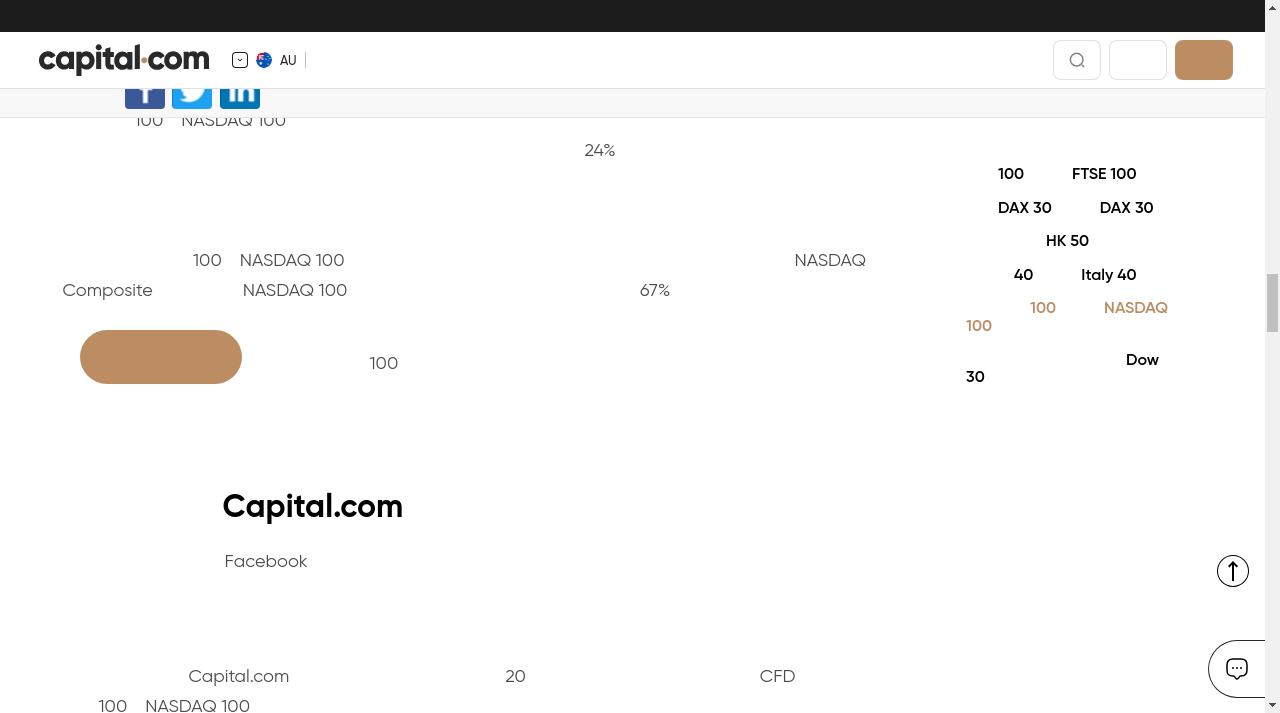 capital.com
AU
100 NASDAQ 100
24%
100 NASDAQ 100 NASDAQ
Composite NASDAQ 100 67%
100
Capital.com
Facebook
Capital.com 20 CFD
100 NASDAQ 100
100 FTSE 100
DAX 30 DAX 30
HK 50
40 Italy 40
100 NASDAQ
100
Dow
30